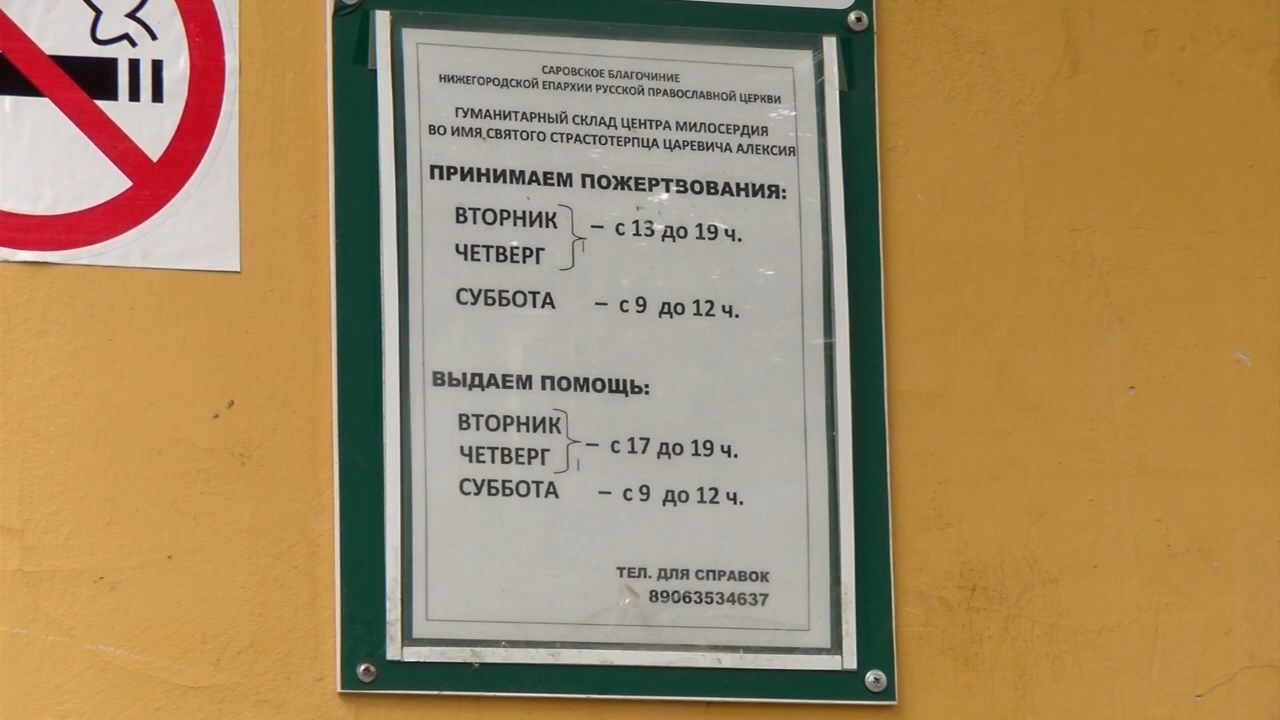 САРОВСКОЕ БЛАГОЧИНИЕ
НИЖЕГОРОДСКОЙ ЕПАРХИИ РУССКОЙ ПРАВОСЛАВНОЙ ЦЕРКВИ
ГУМАНИТАРНЫЙ СКЛАД ЦЕНТРА МИЛОСЕРДИЯ
ВО ИМЯ СВЯТОГО СТРАСТОТЕРПЦА ЦАРЕВИЧА АЛЕКСИЯ
ПРИНИМАЕМ ПОЖЕРТВОВАНИЯ:
ВТОРНИК
ЧЕТВЕРГ – с 13 до 19 ч.
СУББОТА – с 9 до 12 ч.
ВЫДАЕМ ПОМОЩЬ:
ВТОРНИК
ЧЕТВЕРГ – с 17 до 19 ч.
СУББОТА – с 9 до 12 ч.
ТЕЛ. ДЛЯ СПРАВОК
89063534637